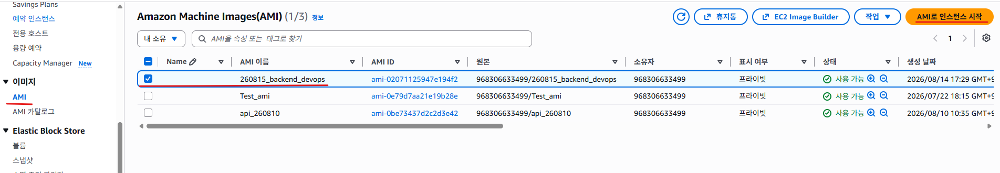 Savings Plans
예약 인스턴스
전용 호스트
용량 예약
Capacity Manager New
이미지
AMI
AMI 카탈로그
Elastic Block Store
볼륨
스냅샷
Amazon Machine Images(AMI) (1/3) 정보
휴지통
EC2 Image Builder
작업
AMI로 인스턴스 시작
내 소유
AMI을 속성 또는 태그로 찾기
1
Name AMI 이름 AMI ID 원본 소유자 표시 여부 상태 생성 날짜
260815_backend_devops ami-02071125947e194f2 968306633499/260815_backend_devops 968306633499 프라이빗 사용 가능 2026/08/14 17:29 GMT+9
Test_ami ami-0e79d7aa21e19b28e 968306633499/Test_ami 968306633499 프라이빗 사용 가능 2026/07/22 18:15 GMT+9
api_260810 ami-0be73437d2c2d3e42 968306633499/api_260810 968306633499 프라이빗 사용 가능 2026/08/10 10:35 GMT+9